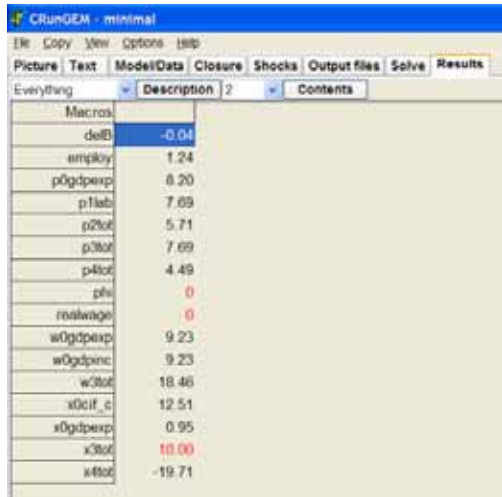 CRunGEM - minimal
File Copy View Options Help
Picture Text Model/Data Closure Shocks Output files Solve Results
Everything Description 2 Contents
Macros
delB -0.04
employ 1.24
p0gdpexp 8.20
p1lab 7.69
p2tot 5.71
p3tot 7.69
p4tot 4.49
phi 0
realwage 0
w0gdpexp 9.23
w0gdpinc 9.23
w3tot 18.46
x0cif_c 12.51
x0gdpexp 0.95
x3tot 10.00
x4tot -19.71